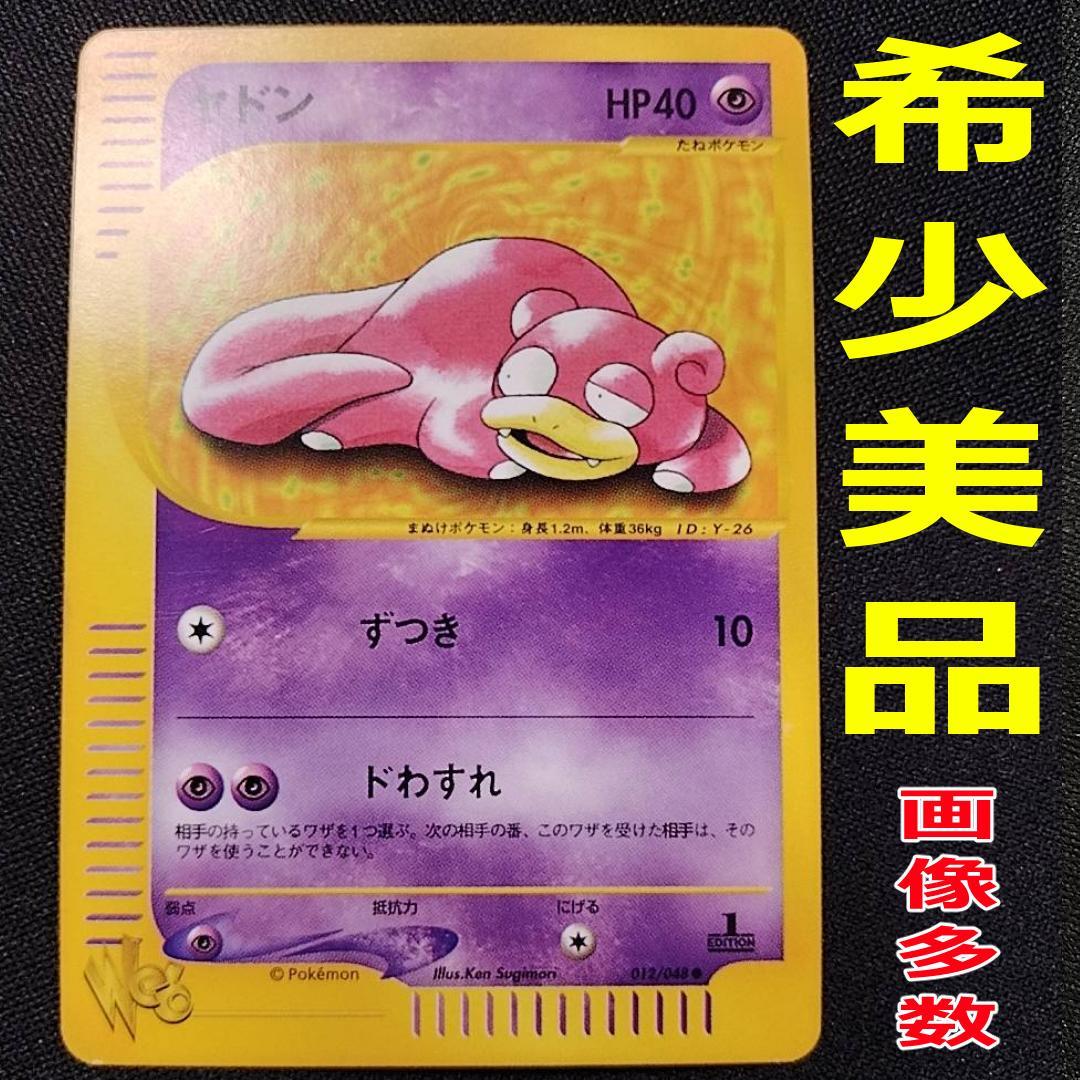 ヤドン
HP40
たねポケモン
まぬけポケモン：身長1.2m、体重36kg ID:Y-26
ずつき 10
ドわすれ
相手の持っているワザを1つ選ぶ。次の相手の番、このワザを受けた相手は、その
ワザを使うことができない。
弱点 抵抗力 にげる
1
EDITION
Web
© Pokémon Illus.Ken Sugimori 012/048
希少美品
画像多数